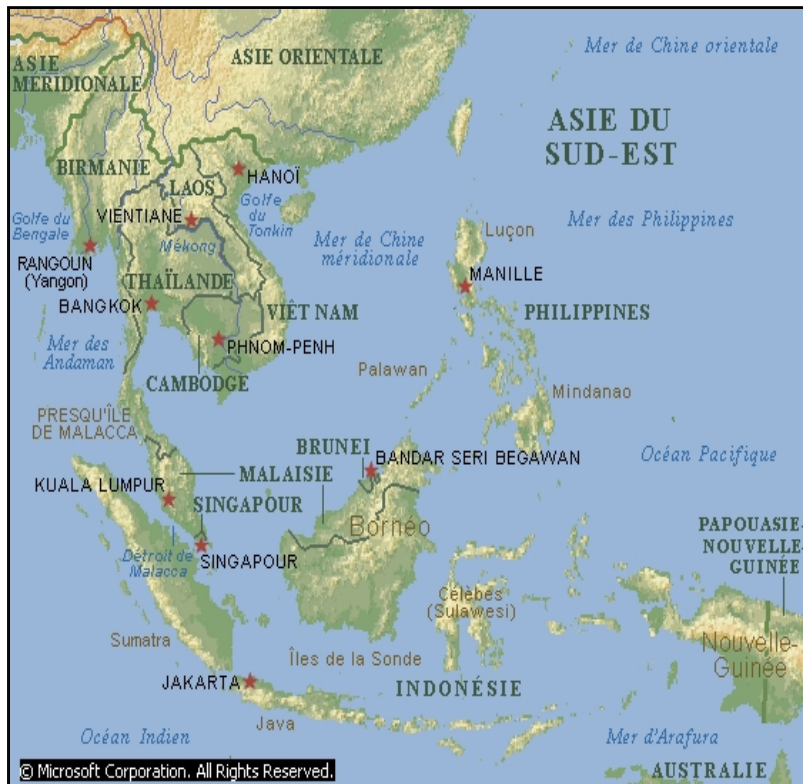 Mer de Chine orientale
ASIE ORIENTALE
ASIE
MERIDIONALE
ASIE DU
SUD-EST
BIRMANIE
HANOÏ
LAOS
Golfe
du
Tonkin
VIENTIANE
Golfe du
Bengale
Mékong
Mer de Chine
méridionale
Luçon
Mer des Philippines
RANGOUN
(Yangon)
THAÏLANDE
MANILLE
BANGKOK
VIÊT NAM
PHILIPPINES
Mer des
Andaman
PHNOM-PENH
CAMBODGE
Palawan
Mindanao
PRESQU'ÎLE
DE MALACCA
BRUNEI
BANDAR SERI BEGAWAN
Océan Pacifique
MALAISIE
KUALA LUMPUR
SINGAPOUR
Bornéo
PAPOUASIE-
NOUVELLE-
GUINÉE
Détroit de
Malacca
SINGAPOUR
Célèbes
(Sulawesi)
Sumatra
Îles de la Sonde
Nouvelle-
Guinée
JAKARTA
INDONÉSIE
Java
Océan Indien
Mer d'Arafura
© Microsoft Corporation. All Rights Reserved.
AUSTRALIE